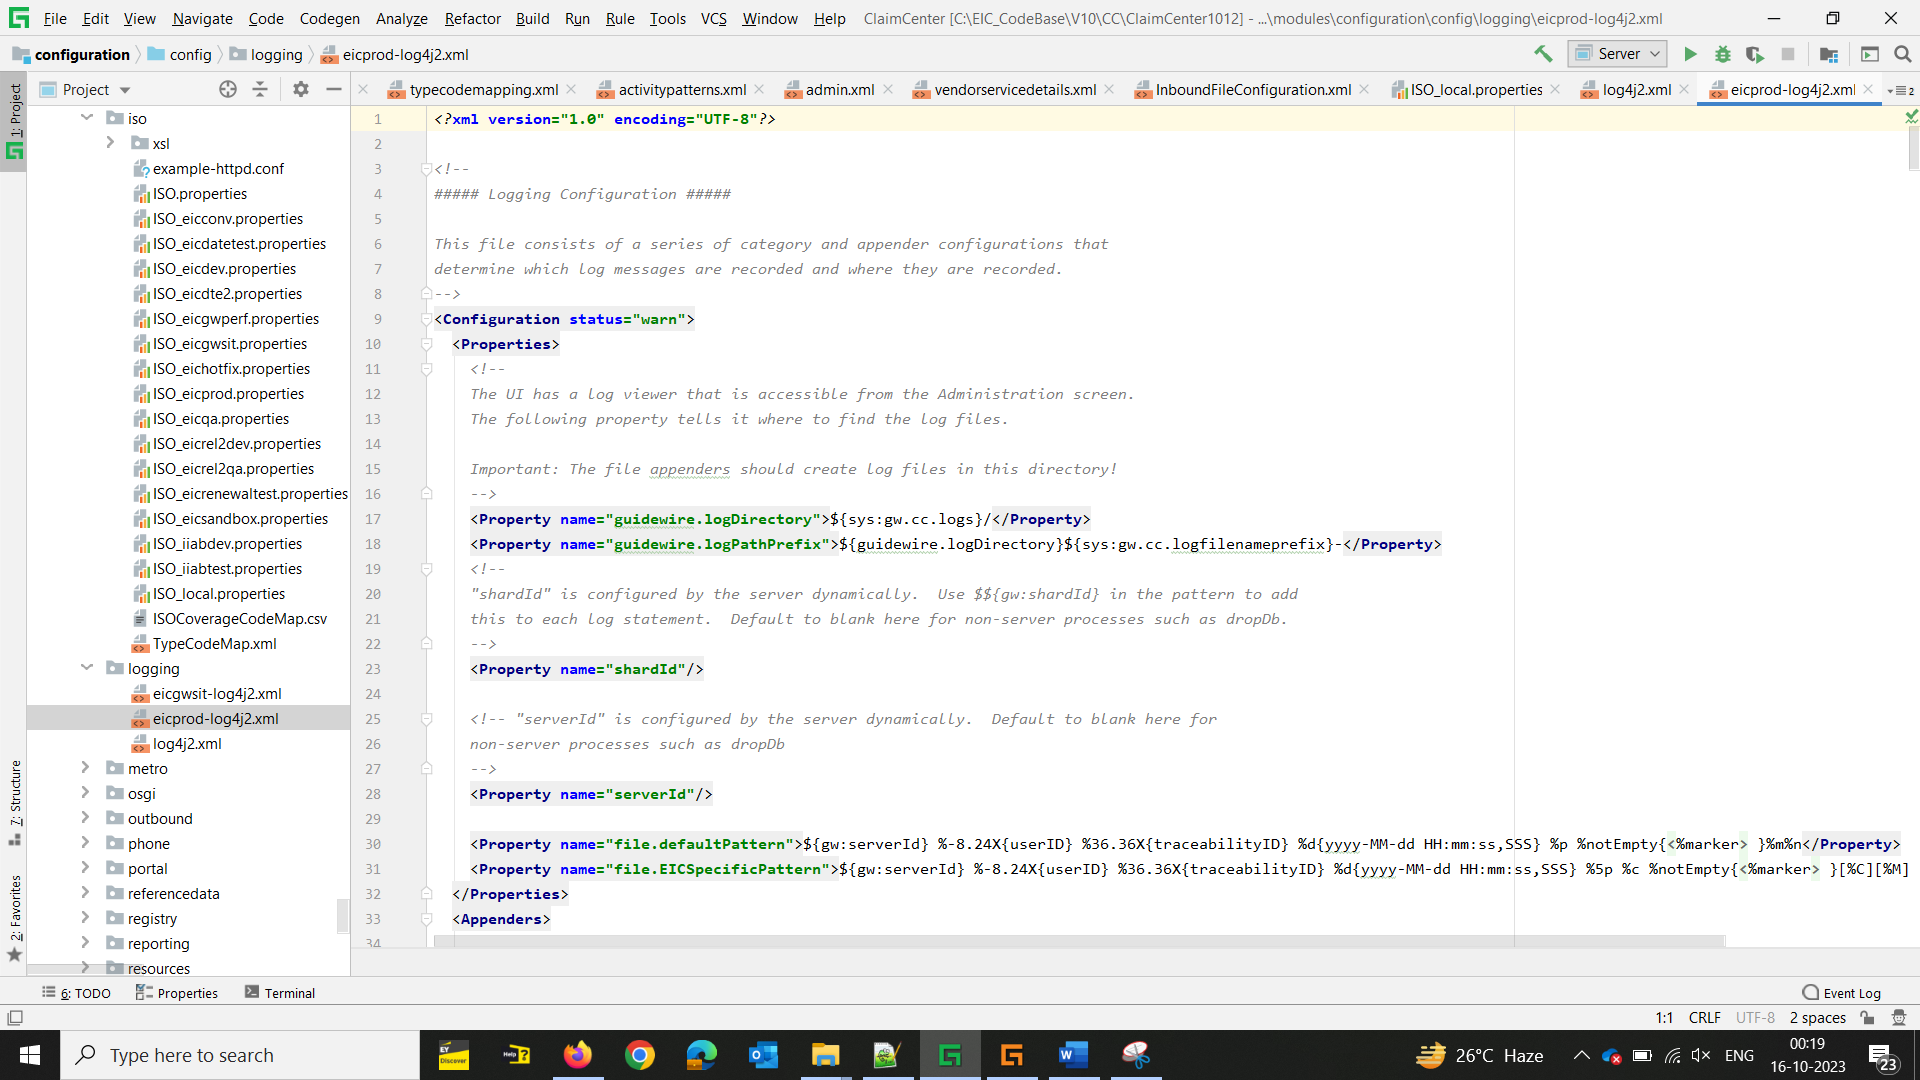 File Edit View Navigate Code Codegen Analyze Refactor Build Run Rule Tools VCS Window Help ClaimCenter [C:\EIC_CodeBase\V10\CC\ClaimCenter1012] - ...\modules\configuration\config\logging\eicprod-log4j2.xml
configuration config logging eicprod-log4j2.xml Server
Project
typecodemapping.xml activitypatterns.xml admin.xml vendorservicedetails.xml InboundFileConfiguration.xml ISO_local.properties log4j2.xml eicprod-log4j2.xml 2
1: Project
7: Structure
2: Favorites
iso
xsl
example-httpd.conf
ISO.properties
ISO_eicconv.properties
ISO_eicdatetest.properties
ISO_eicdev.properties
ISO_eicdte2.properties
ISO_eicgwperf.properties
ISO_eicgwsit.properties
ISO_eichotfix.properties
ISO_eicprod.properties
ISO_eicqa.properties
ISO_eicrel2dev.properties
ISO_eicrel2qa.properties
ISO_eicrenewaltest.properties
ISO_eicsandbox.properties
ISO_iiabdev.properties
ISO_iiabtest.properties
ISO_local.properties
ISOCoverageCodeMap.csv
TypeCodeMap.xml
logging
eicgwsit-log4j2.xml
eicprod-log4j2.xml
log4j2.xml
metro
osgi
outbound
phone
portal
referencedata
registry
reporting
resources
1 <?xml version="1.0" encoding="UTF-8"?>
2
3 <!--
4 ##### Logging Configuration #####
5
6 This file consists of a series of category and appender configurations that
7 determine which log messages are recorded and where they are recorded.
8 -->
9 <Configuration status="warn">
10 <Properties>
11 <!--
12 The UI has a log viewer that is accessible from the Administration screen.
13 The following property tells it where to find the log files.
14
15 Important: The file appenders should create log files in this directory!
16 -->
17 <Property name="guidewire.logDirectory">${sys:gw.cc.logs}/</Property>
18 <Property name="guidewire.logPathPrefix">${guidewire.logDirectory}${sys:gw.cc.logfilenameprefix}-</Property>
19 <!--
20 "shardId" is configured by the server dynamically.  Use $${gw:shardId} in the pattern to add
21 this to each log statement.  Default to blank here for non-server processes such as dropDb.
22 -->
23 <Property name="shardId"/>
24
25 <!-- "serverId" is configured by the server dynamically.  Default to blank here for
26 non-server processes such as dropDb
27 -->
28 <Property name="serverId"/>
29
30 <Property name="file.defaultPattern">${gw:serverId} %-8.24X{userID} %36.36X{traceabilityID} %d{yyyy-MM-dd HH:mm:ss,SSS} %p %notEmpty{<%marker> }%m%n</Property>
31 <Property name="file.EICSpecificPattern">${gw:serverId} %-8.24X{userID} %36.36X{traceabilityID} %d{yyyy-MM-dd HH:mm:ss,SSS} %5p %c %notEmpty{<%marker> }[%C][%M]
32 </Properties>
33 <Appenders>
34
6: TODO Properties Terminal Event Log
1:1 CRLF UTF-8 2 spaces
Type here to search
EY Discover
Help ?
26°C Haze ENG
00:19
16-10-2023
23